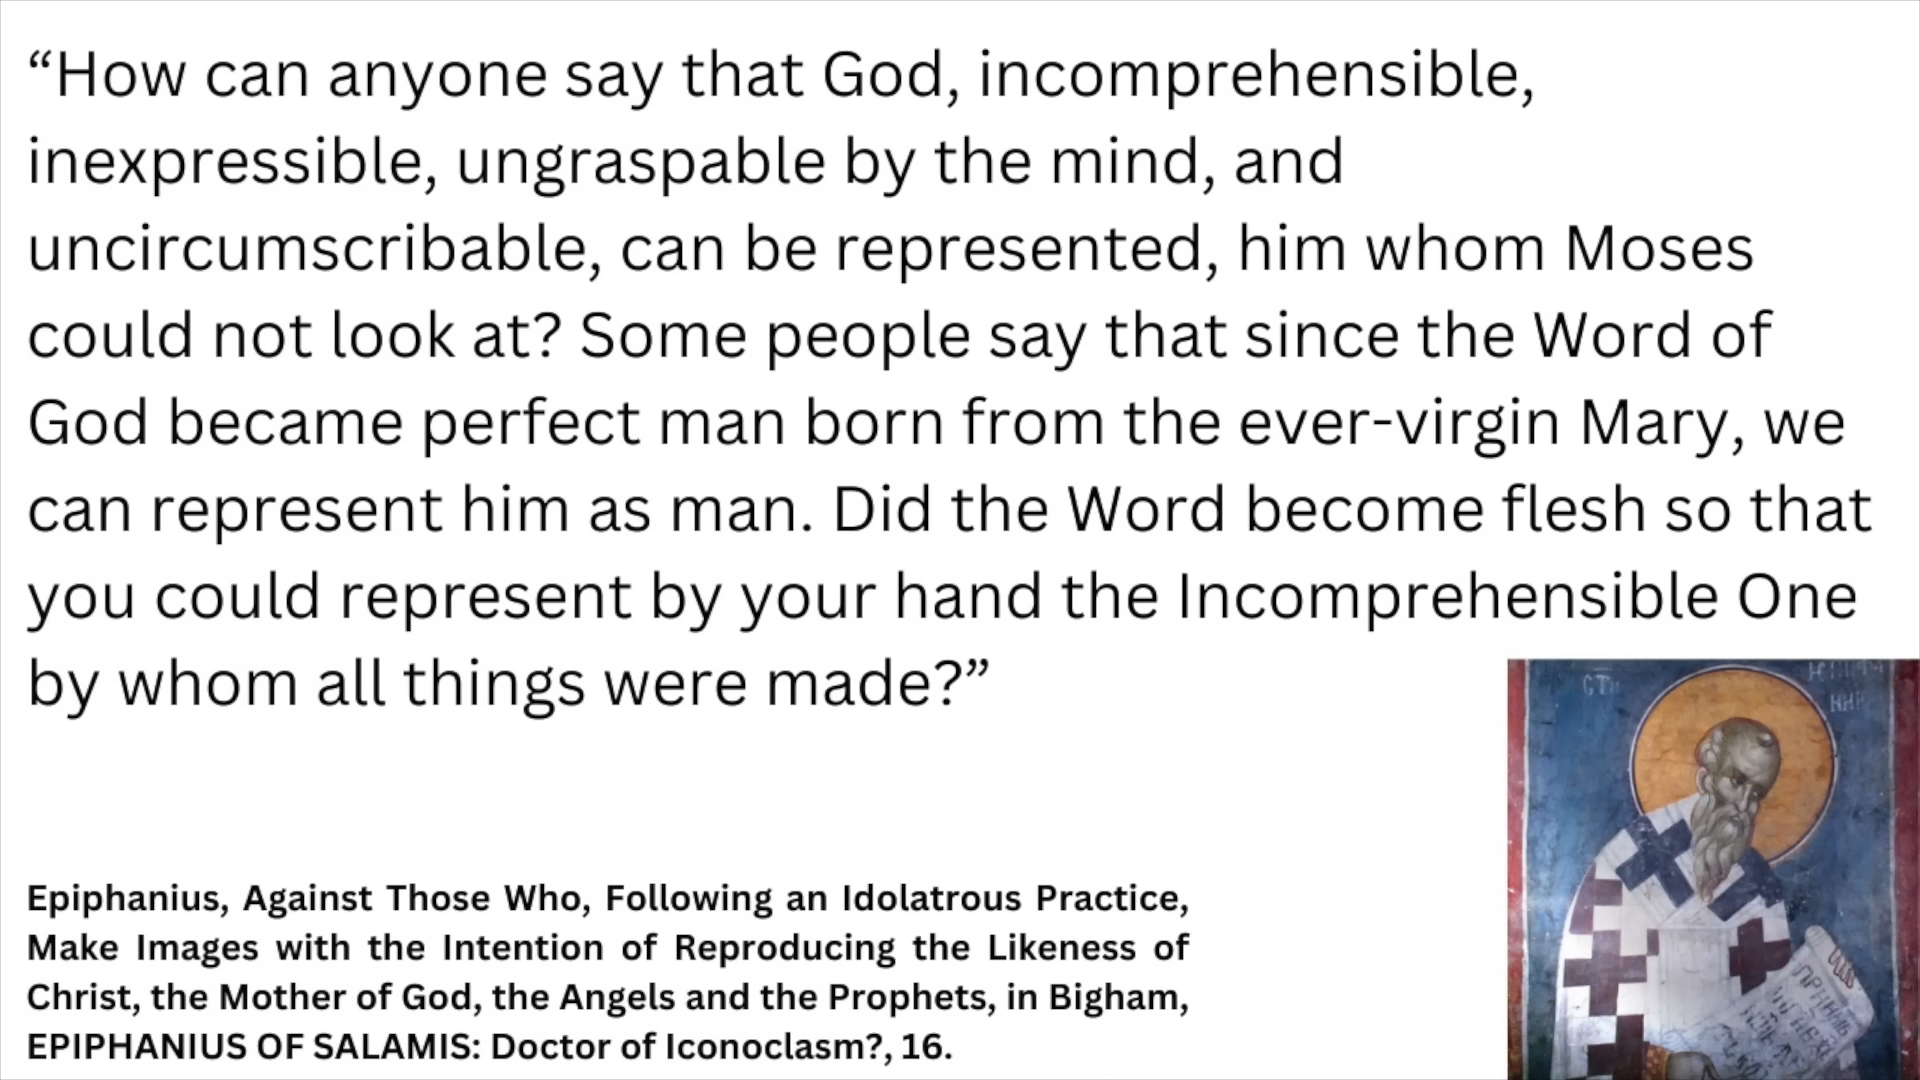 “How can anyone say that God, incomprehensible,
inexpressible, ungraspable by the mind, and
uncircumscribable, can be represented, him whom Moses
could not look at? Some people say that since the Word of
God became perfect man born from the ever-virgin Mary, we
can represent him as man. Did the Word become flesh so that
you could represent by your hand the Incomprehensible One
by whom all things were made?”
Epiphanius, Against Those Who, Following an Idolatrous Practice,
Make Images with the Intention of Reproducing the Likeness of
Christ, the Mother of God, the Angels and the Prophets, in Bigham,
EPIPHANIUS OF SALAMIS: Doctor of Iconoclasm?, 16.